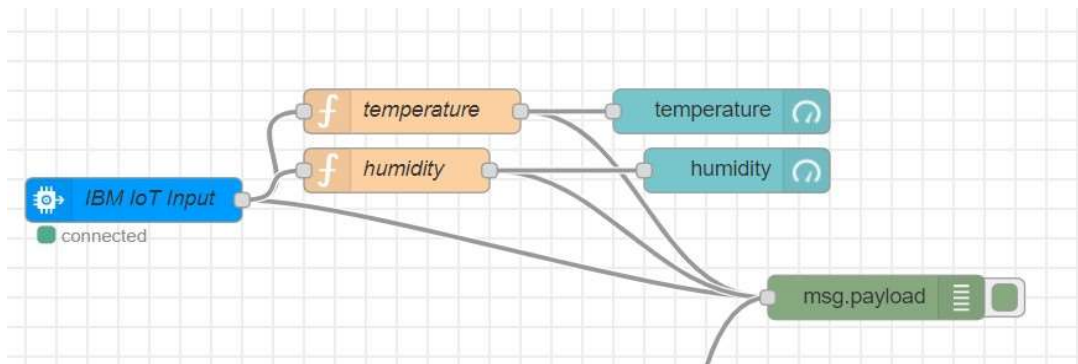 temperature
temperature
humidity
humidity
IBM IoT Input
connected
msg.payload